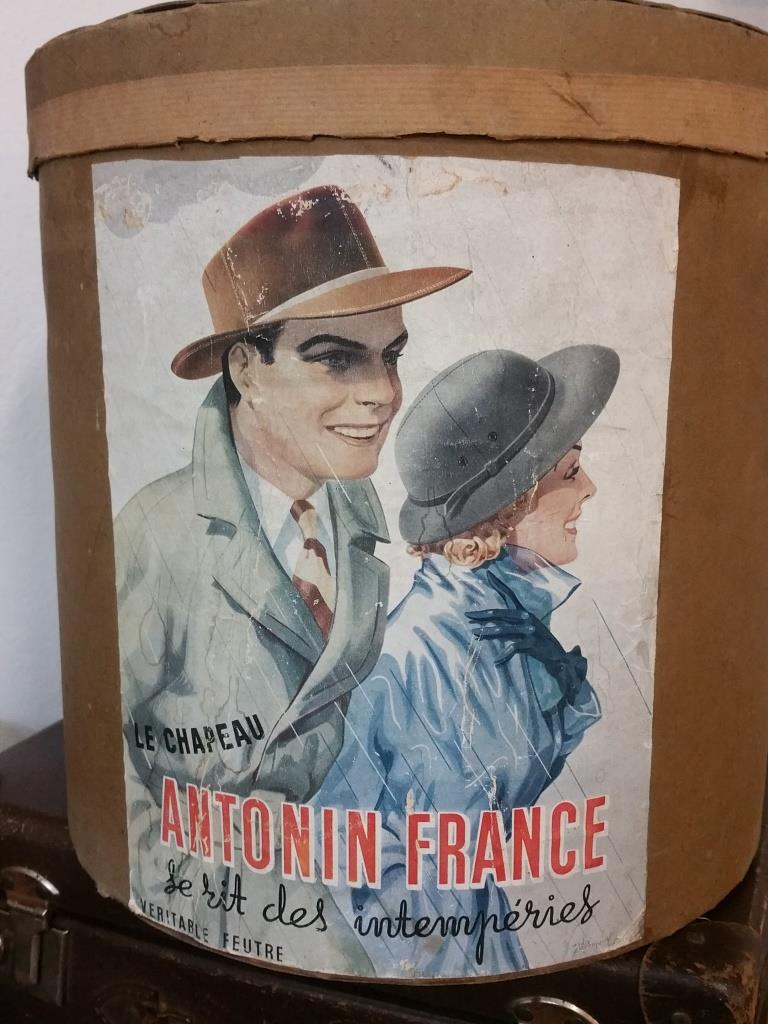 LE CHAPEAU
ANTONIN FRANCE
se rit des intempéries
VERITABLE FEUTRE